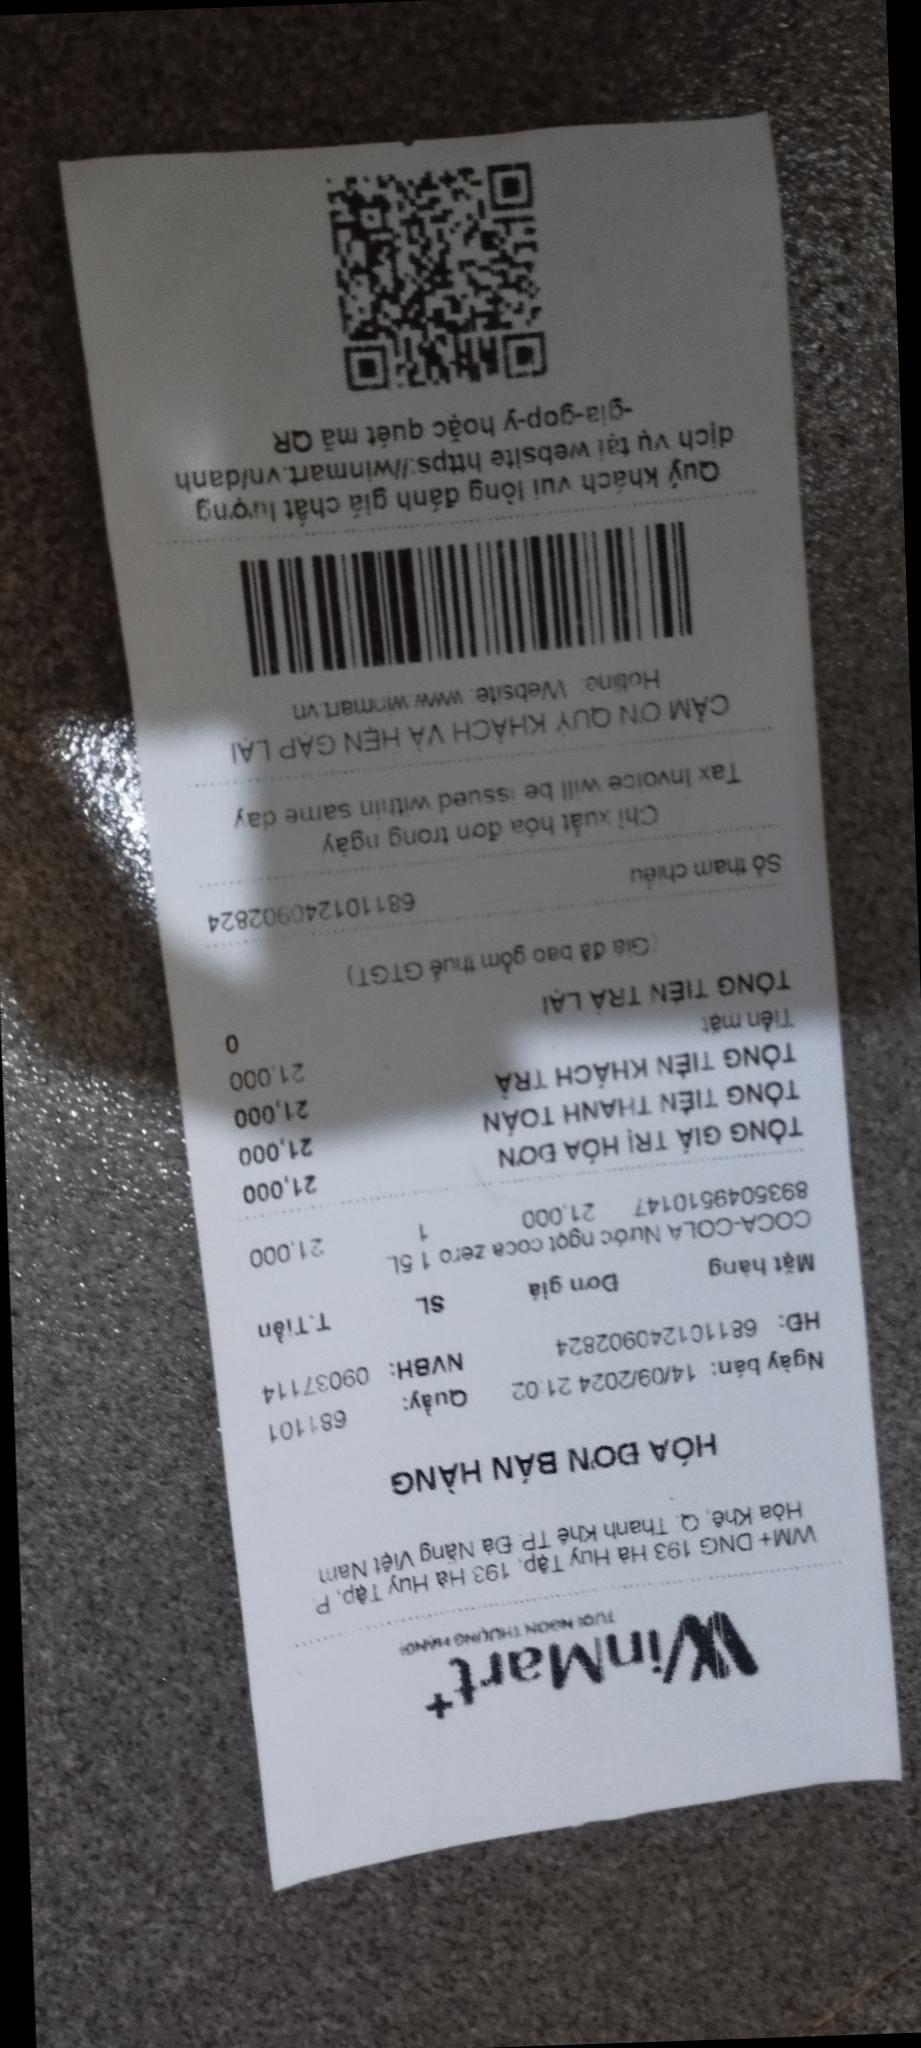 WinMart+
TƯƠI NGON THƯỢNG HẠNG!
WM+ DNG 193 Hà Huy Tập, 193 Hà Huy Tập, P.
Hòa Khê, Q. Thanh Khê TP. Đà Nẵng Việt Nam
HÓA ĐƠN BÁN HÀNG
Ngày bán: 14/09/2024 21:02 Quầy: 681101
HĐ: 68110124090282​4 NVBH: 09037114
Mặt hàng Đơn giá SL T.Tiền
COCA-COLA Nước ngọt coca zero 1.5L
8935049510147 21,000 1 21,000
TỔNG GIÁ TRỊ HÓA ĐƠN 21,000
TỔNG TIỀN THANH TOÁN 21,000
TỔNG TIỀN KHÁCH TRẢ 21,000
Tiền mặt 21,000
TỔNG TIỀN TRẢ LẠI 0
(Giá đã bao gồm thuế GTGT)
Số tham chiếu 681101240902824
Chỉ xuất hóa đơn trong ngày
Tax Invoice will be issued within same day
CẢM ƠN QUÝ KHÁCH VÀ HẸN GẶP LẠI
Hotline: Website: www.winmart.vn
Quý khách vui lòng đánh giá chất lượng
dịch vụ tại website https://winmart.vn/danh
-gia-gop-y hoặc quét mã QR